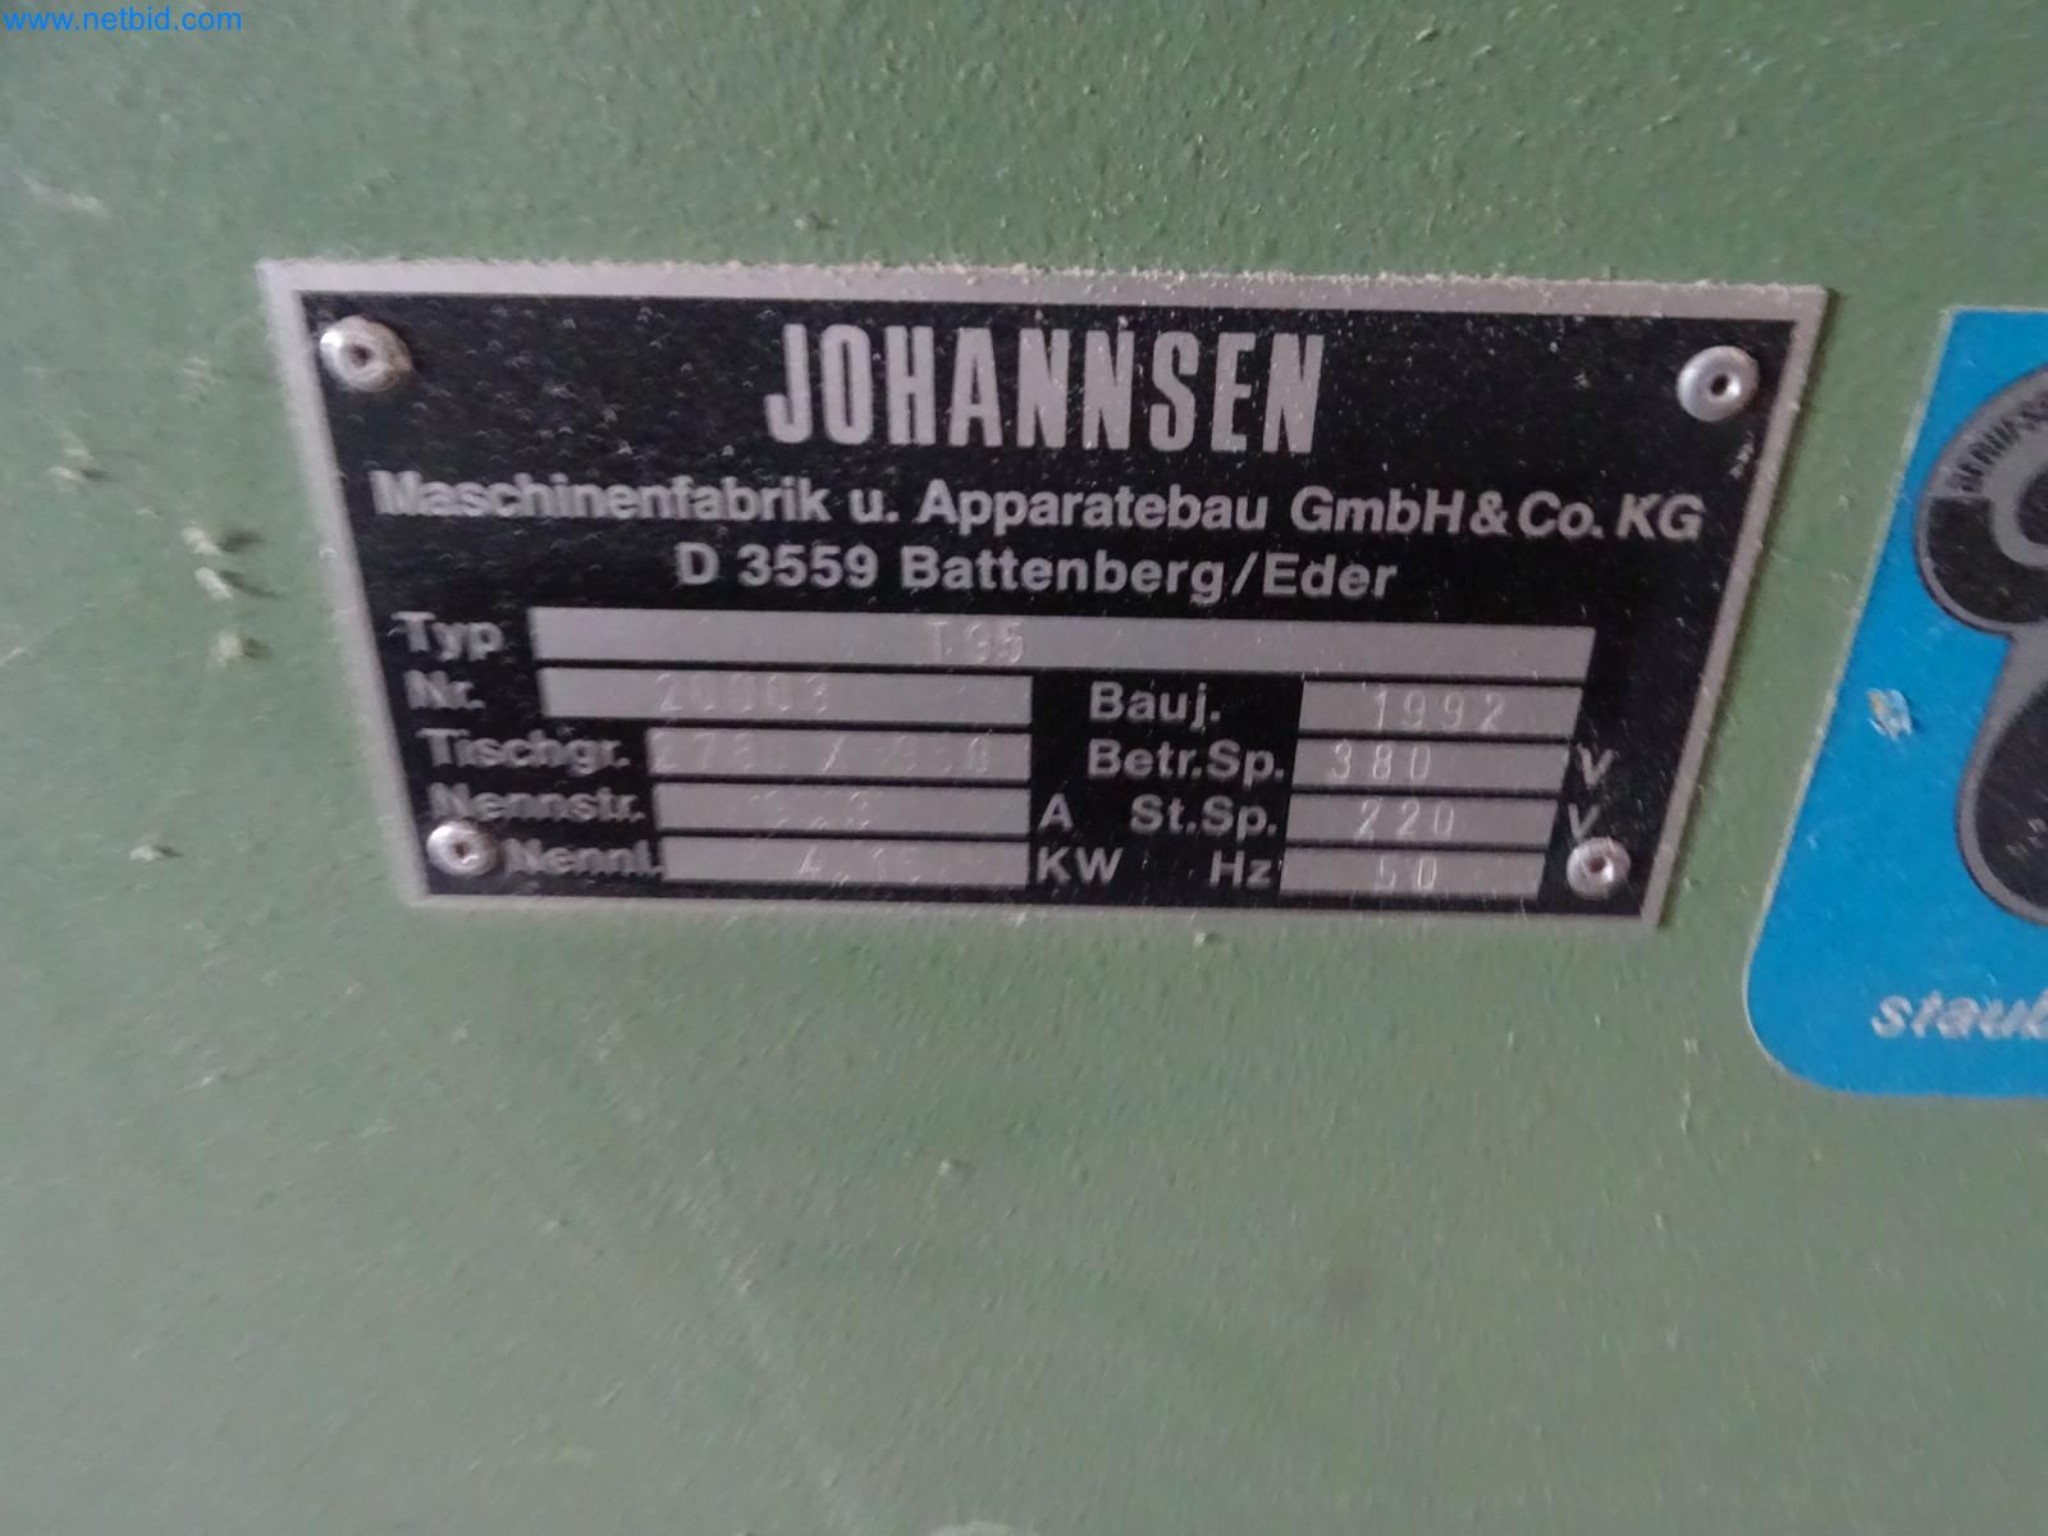 www.netbid.com
JOHANNSEN
Maschinenfabrik u. Apparatebau GmbH & Co. KG
D 3559 Battenberg/Eder
Typ T95
Nr. Bauj. 1992
Tischgr. Betr.Sp. 380 V
Nennstr. A St.Sp. 220 V
Nennl. KW Hz 50